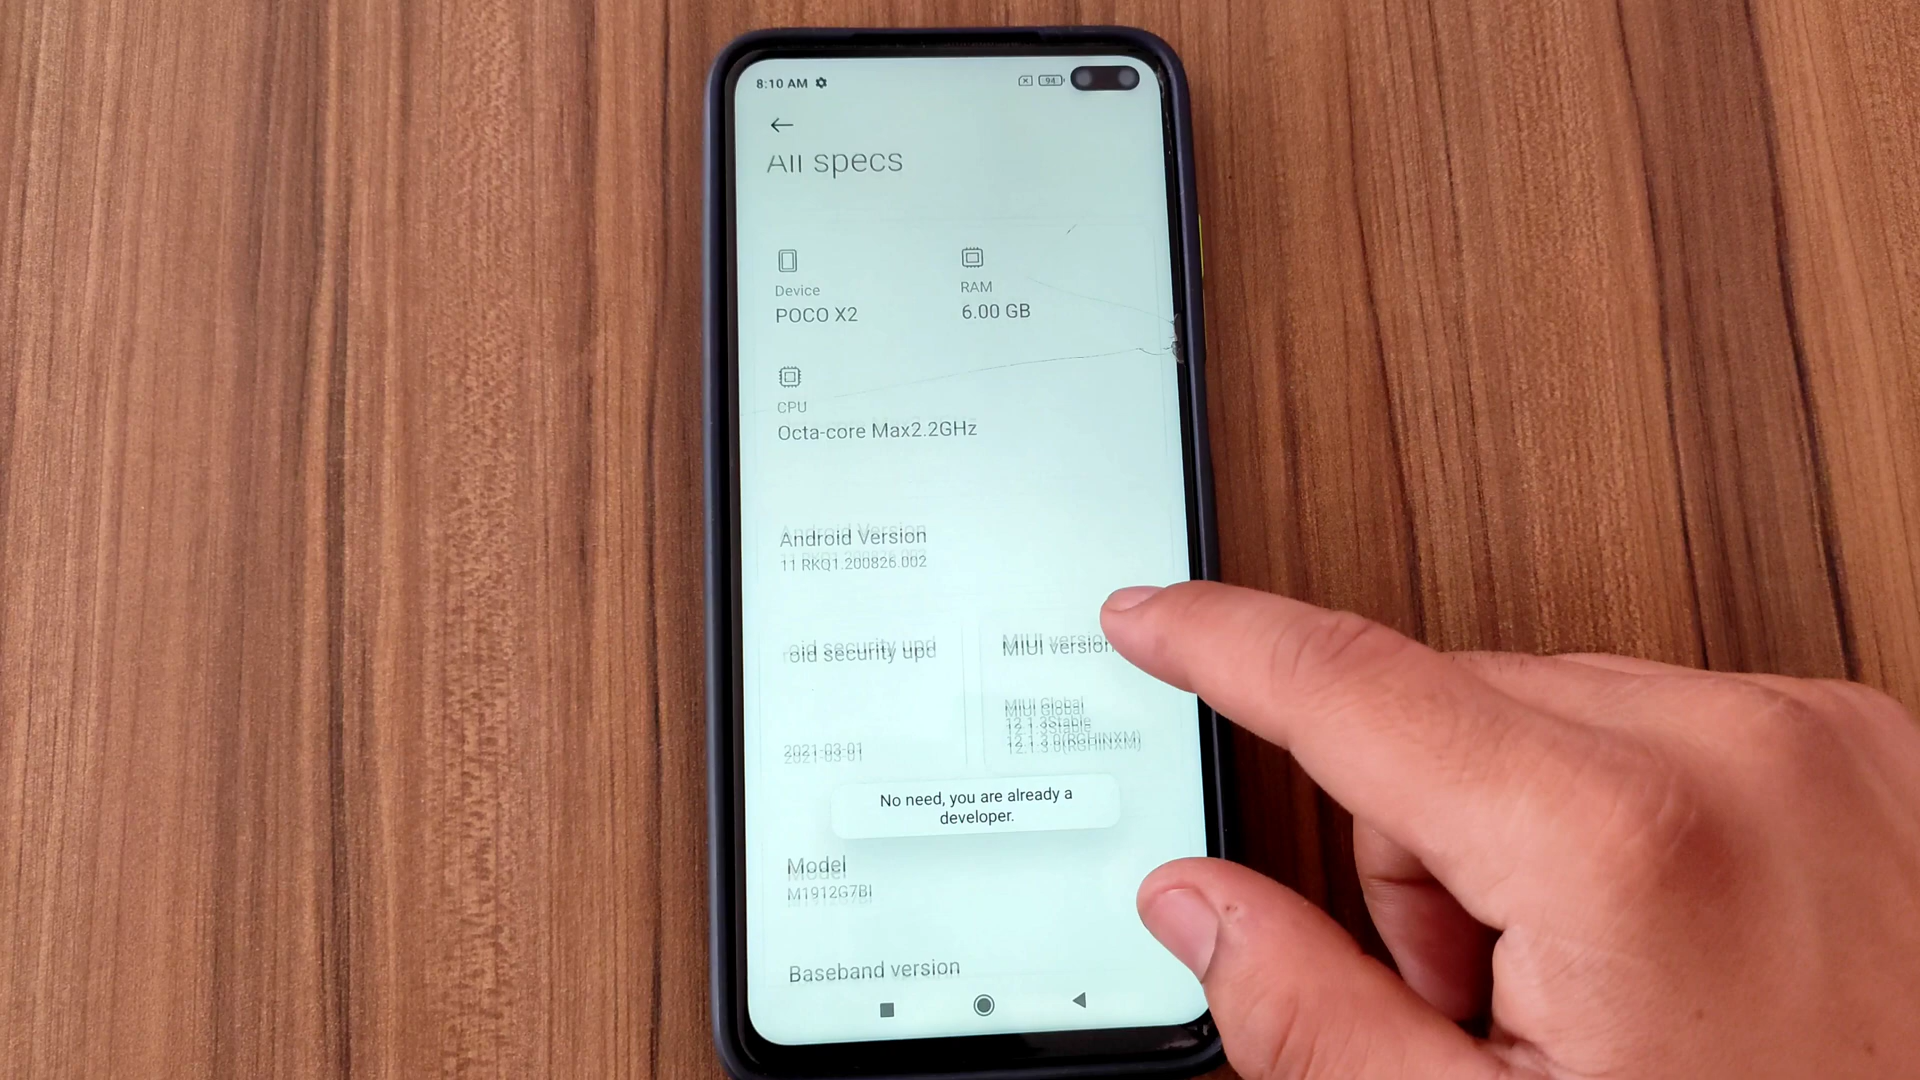 8:10 AM
94
All specs
Device
RAM
POCO X2
6.00 GB
CPU
Octa-core Max2.2GHz
Android Version
11 RKQ1.200826.002
oid security upd
MIUI version
MIUI Global
12.1.3Stable
12.1.3.0(RGHINXM)
2021-03-01
No need, you are already a
developer.
Model
M1912G7BI
Baseband version